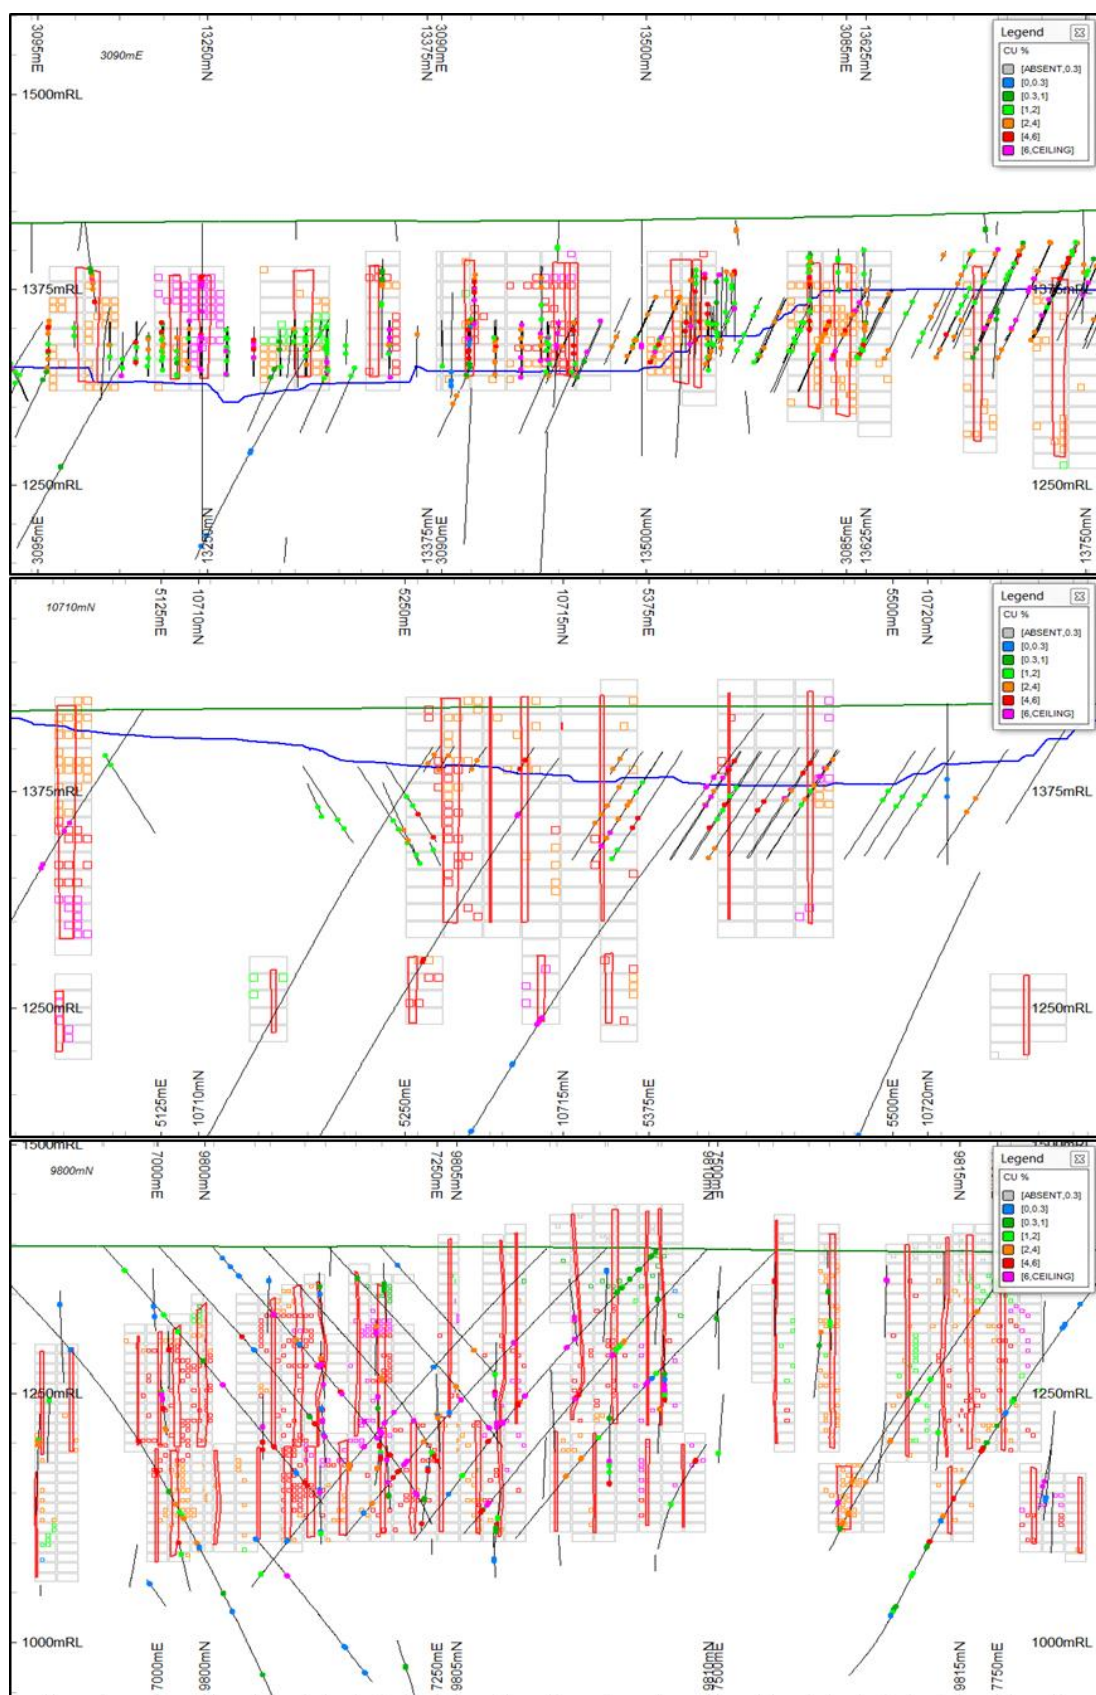 3095mE
3090mE
13250mN
13375mN
3090mE
13500mN
3085mE
13625mN
Legend
CU %
[ABSENT,0.3]
[0,0.3]
[0.3,1]
[1,2]
[2,4]
[4,6]
[6,CEILING]
1500mRL
1375mRL
1375mRL
1250mRL
1250mRL
3095mE
13250mN
13375mN
3090mE
13500mN
3085mE
13625mN
13750mN
10710mN
5125mE
10710mN
5250mE
10715mN
5375mE
5500mE
10720mN
Legend
CU %
[ABSENT,0.3]
[0,0.3]
[0.3,1]
[1,2]
[2,4]
[4,6]
[6,CEILING]
1375mRL
1375mRL
1250mRL
1250mRL
5125mE
10710mN
5250mE
10715mN
5375mE
5500mE
10720mN
1500mRL
9800mN
7000mE
9800mN
7250mE
9805mN
9810mN
7500mE
9815mN
Legend
CU %
[ABSENT,0.3]
[0,0.3]
[0.3,1]
[1,2]
[2,4]
[4,6]
[6,CEILING]
1250mRL
1250mRL
1000mRL
1000mRL
7000mE
9800mN
7250mE
9805mN
9810mN
7500mE
9815mN
7750mE